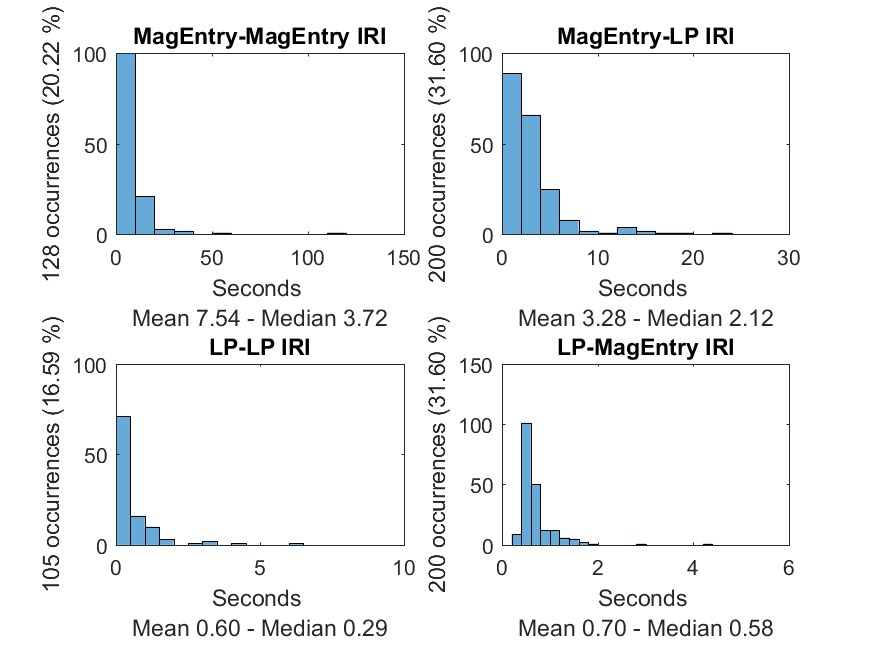 MagEntry-MagEntry IRI
128 occurrences (20.22 %)
100
50
0
0 50 100 150
Seconds
Mean 7.54 - Median 3.72
MagEntry-LP IRI
200 occurrences (31.60 %)
100
50
0
0 10 20 30
Seconds
Mean 3.28 - Median 2.12
LP-LP IRI
105 occurrences (16.59 %)
100
50
0
0 5 10
Seconds
Mean 0.60 - Median 0.29
LP-MagEntry IRI
200 occurrences (31.60 %)
150
100
50
0
0 2 4 6
Seconds
Mean 0.70 - Median 0.58